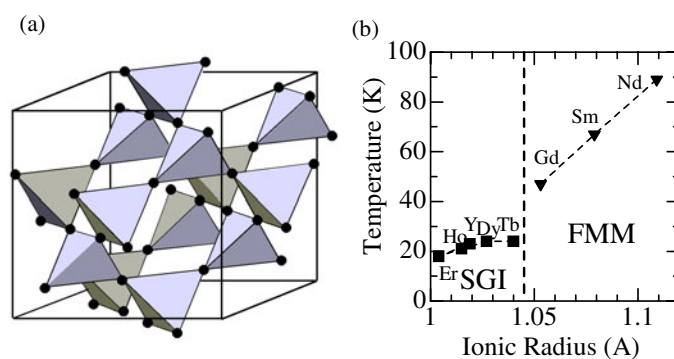 (a)
(b)
Temperature (K)
100
80
60
40
20
0
Nd
Sm
Gd
Ho
Y
Dy
Tb
Er
SGI
FMM
1
1.05
1.1
Ionic Radius (A)